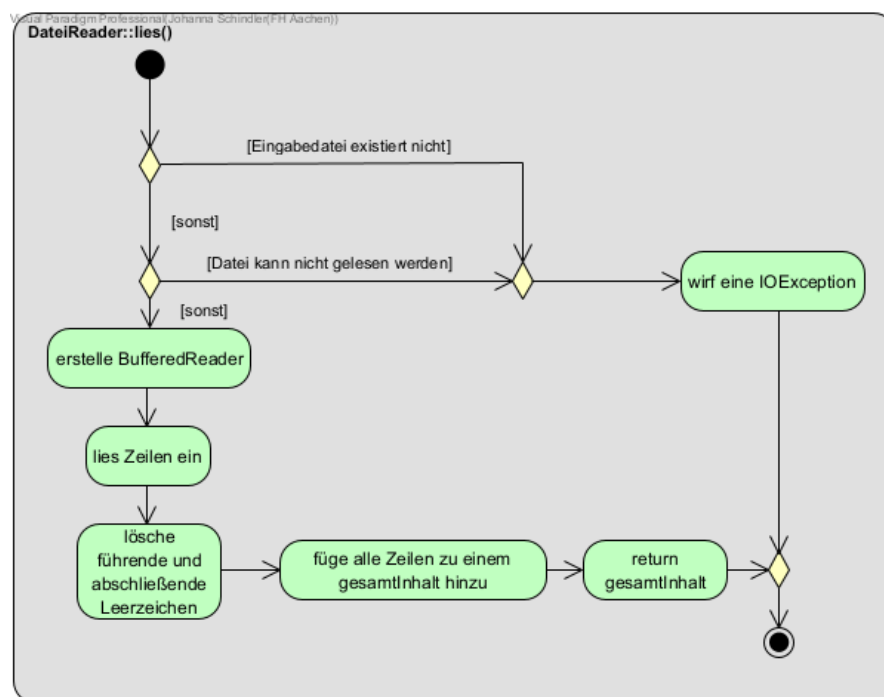 Visual Paradigm Professional(Johanna Schindler(FH Aachen))
DateiReader::lies()
[Eingabedatei existiert nicht]
[sonst]
[Datei kann nicht gelesen werden]
wirf eine IOException
[sonst]
erstelle BufferedReader
lies Zeilen ein
lösche
führende und
abschließende
Leerzeichen
füge alle Zeilen zu einem
gesamtInhalt hinzu
return
gesamtInhalt